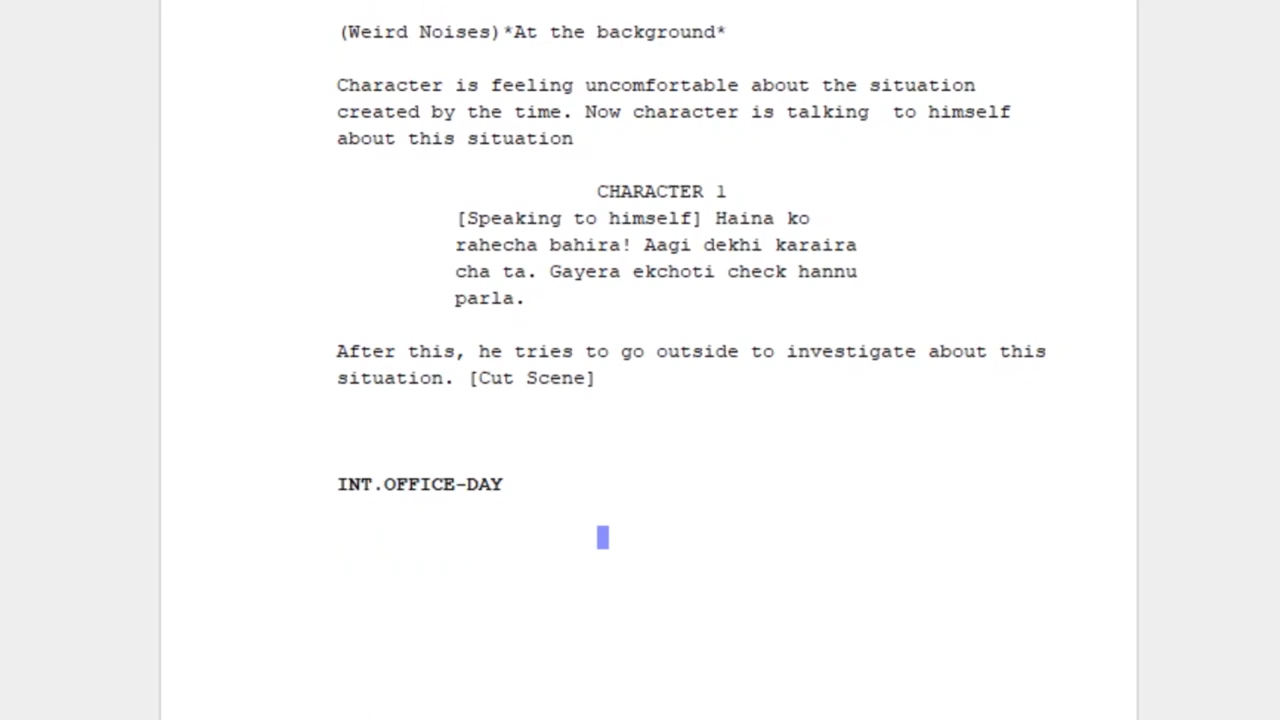 (Weird Noises)*At the background*
Character is feeling uncomfortable about the situation
created by the time. Now character is talking  to himself
about this situation
CHARACTER 1
[Speaking to himself] Haina ko
rahecha bahira! Aagi dekhi karaira
cha ta. Gayera ekchoti check hannu
parla.
After this, he tries to go outside to investigate about this
situation. [Cut Scene]
INT.OFFICE-DAY